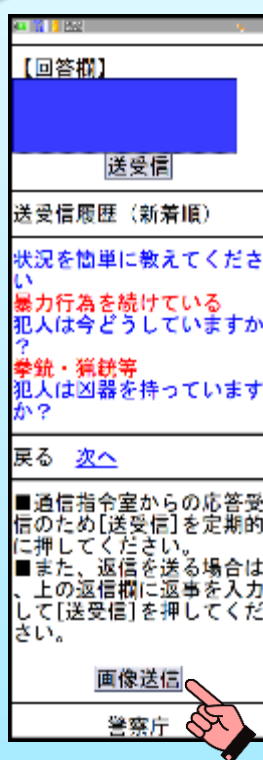 【回答欄】
送受信
送受信履歴（新着順）
状況を簡単に教えてくださ
い
暴力行為を続けている
犯人は今どうしていますか
？
拳銃・猟銃等
犯人は凶器を持っています
か？
戻る 次へ
■通信指令室からの応答受
信のため[送受信]を定期的
に押してください。
■また、返信を送る場合は
、上の返信欄に返事を入力
して[送受信]を押してくだ
さい。
画像送信
警察庁